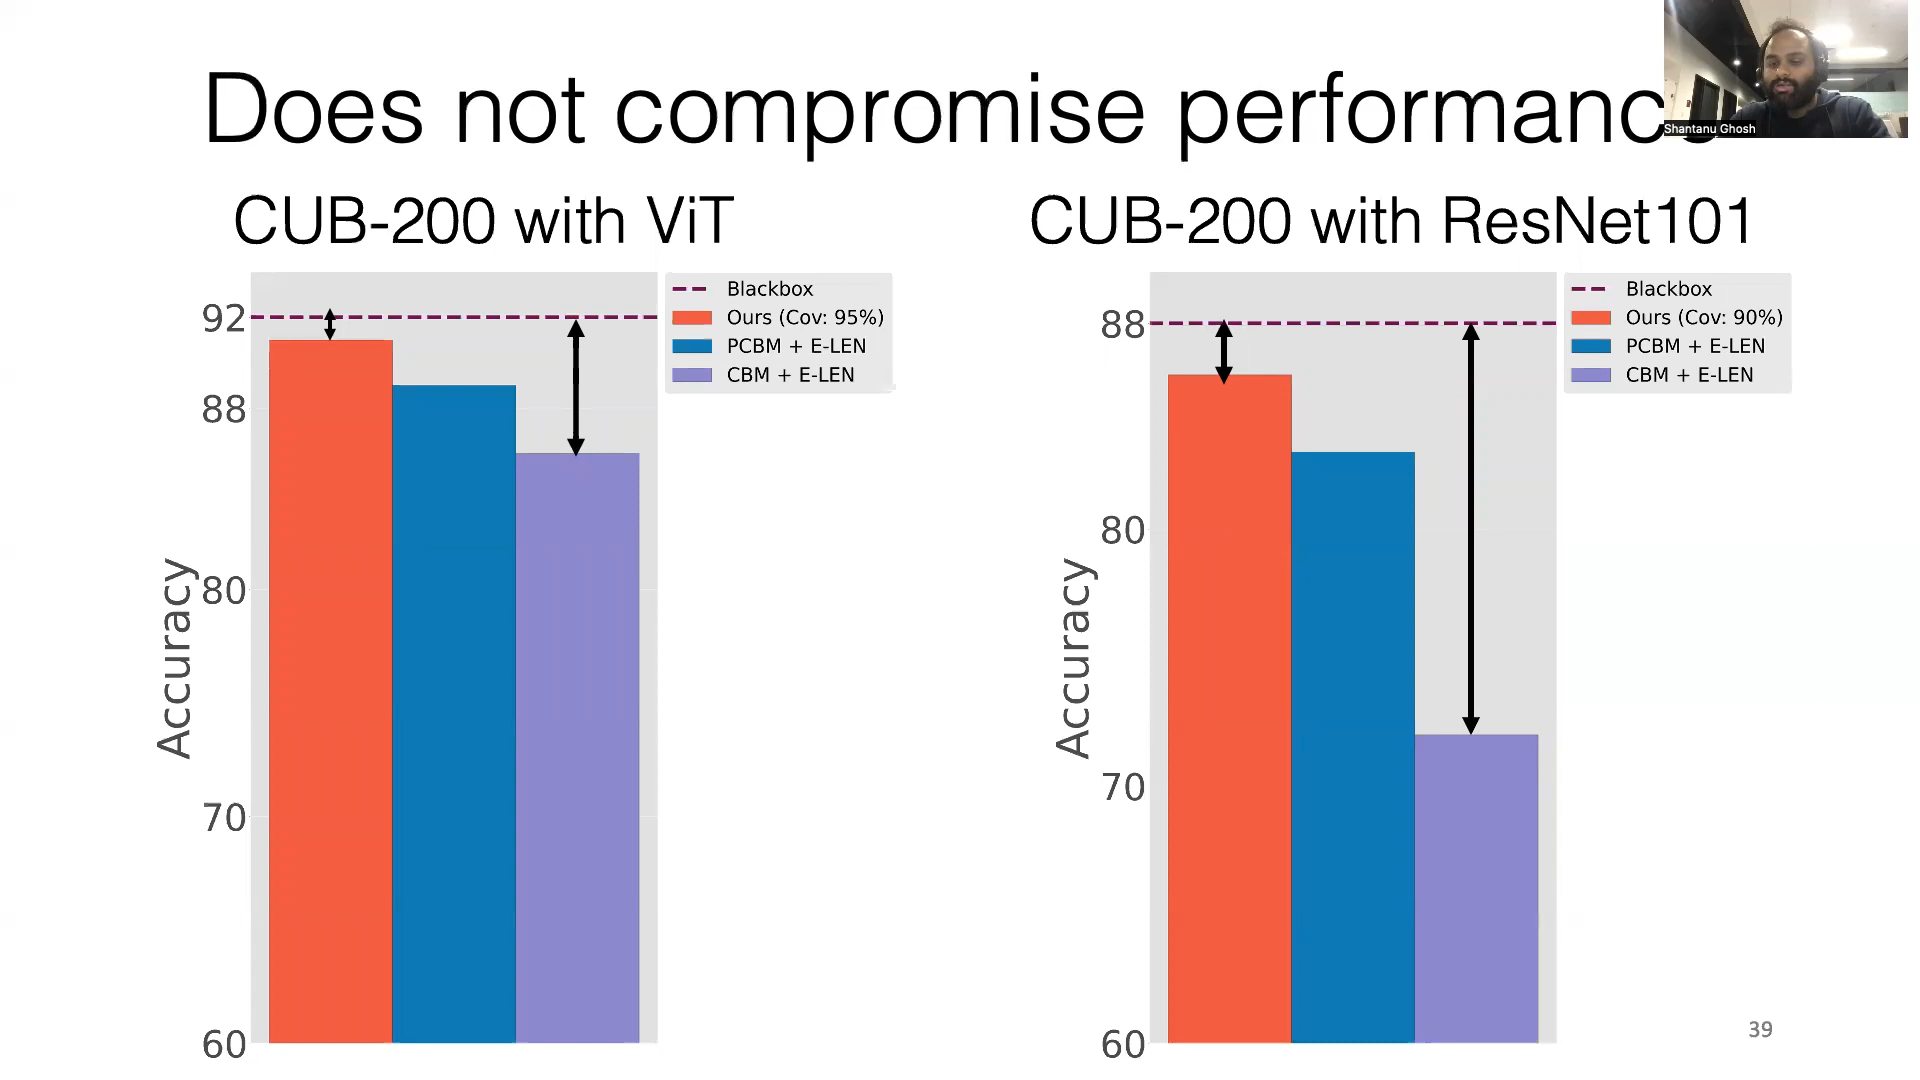 Does not compromise performanc
Shantanu Ghosh
CUB-200 with ViT
CUB-200 with ResNet101
Blackbox
Ours (Cov: 95%)
PCBM + E-LEN
CBM + E-LEN
92
88
80
70
60
Accuracy
Blackbox
Ours (Cov: 90%)
PCBM + E-LEN
CBM + E-LEN
88
80
70
60
Accuracy
39